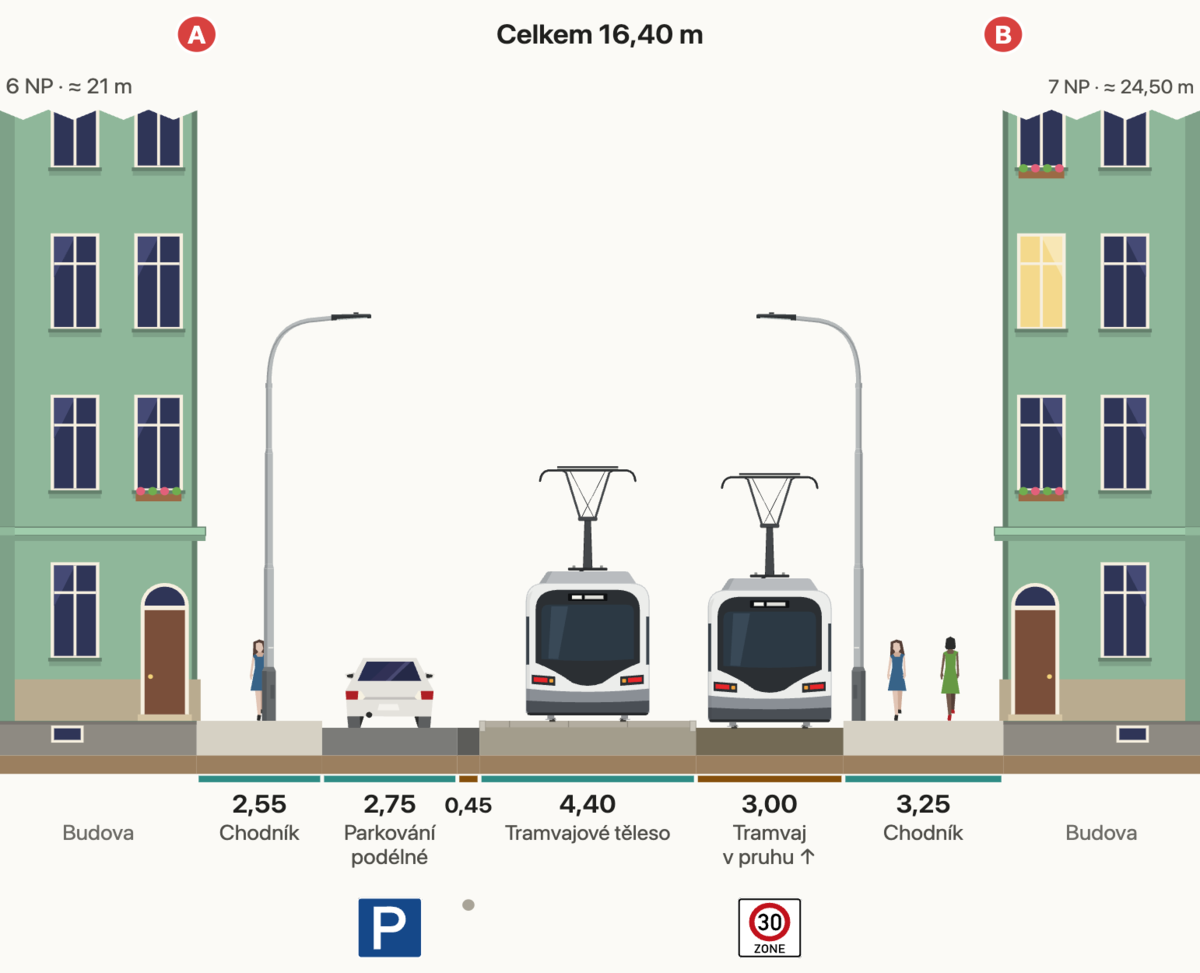 A
Celkem 16,40 m
B
6 NP · ≈ 21 m
7 NP · ≈ 24,50 m
2,55
2,75
0,45
4,40
3,00
3,25
Budova
Chodník
Parkování
podélné
Tramvajové těleso
Tramvaj
v pruhu ↑
Chodník
Budova
P
30
ZONE